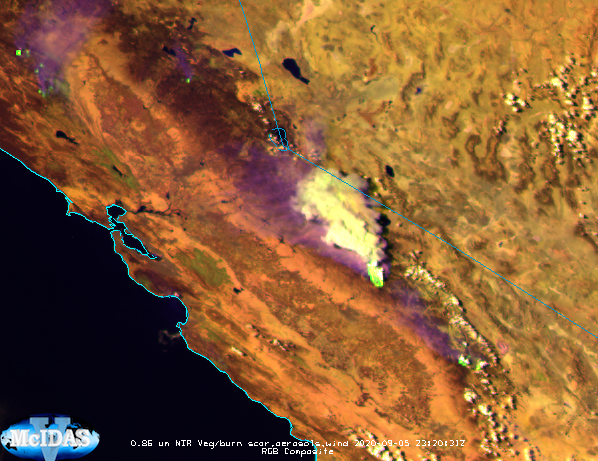 McIDAS
V
0.86 um NIR Veg/burn scar,aerosols,wind 2020-09-05 23:20:31Z
RGB Composite